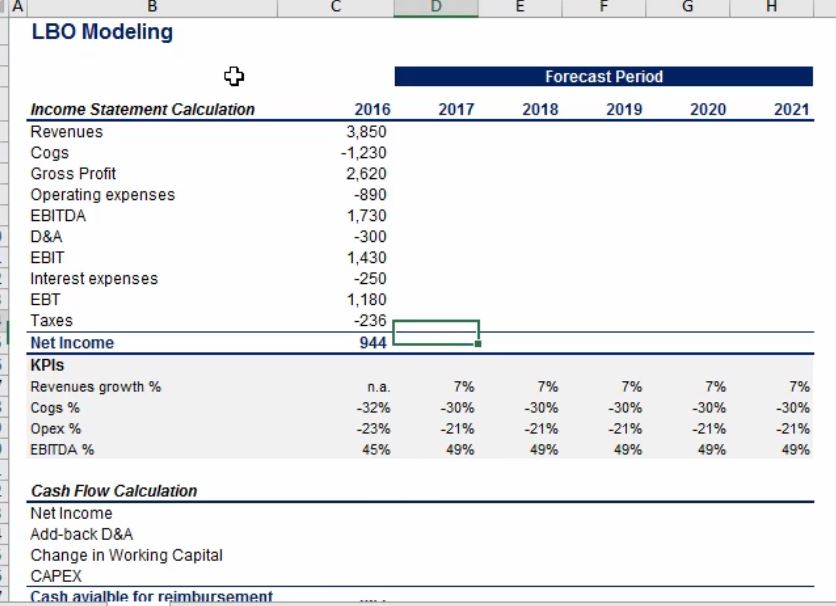 A B C D E F G H
LBO Modeling
Forecast Period
Income Statement Calculation 2016 2017 2018 2019 2020 2021
Revenues 3,850
Cogs -1,230
Gross Profit 2,620
Operating expenses -890
EBITDA 1,730
D&A -300
EBIT 1,430
Interest expenses -250
EBT 1,180
Taxes -236
Net Income 944
KPIs
Revenues growth % n.a. 7% 7% 7% 7% 7%
Cogs % -32% -30% -30% -30% -30% -30%
Opex % -23% -21% -21% -21% -21% -21%
EBITDA % 45% 49% 49% 49% 49% 49%
Cash Flow Calculation
Net Income
Add-back D&A
Change in Working Capital
CAPEX
Cash avialble for reimbursement